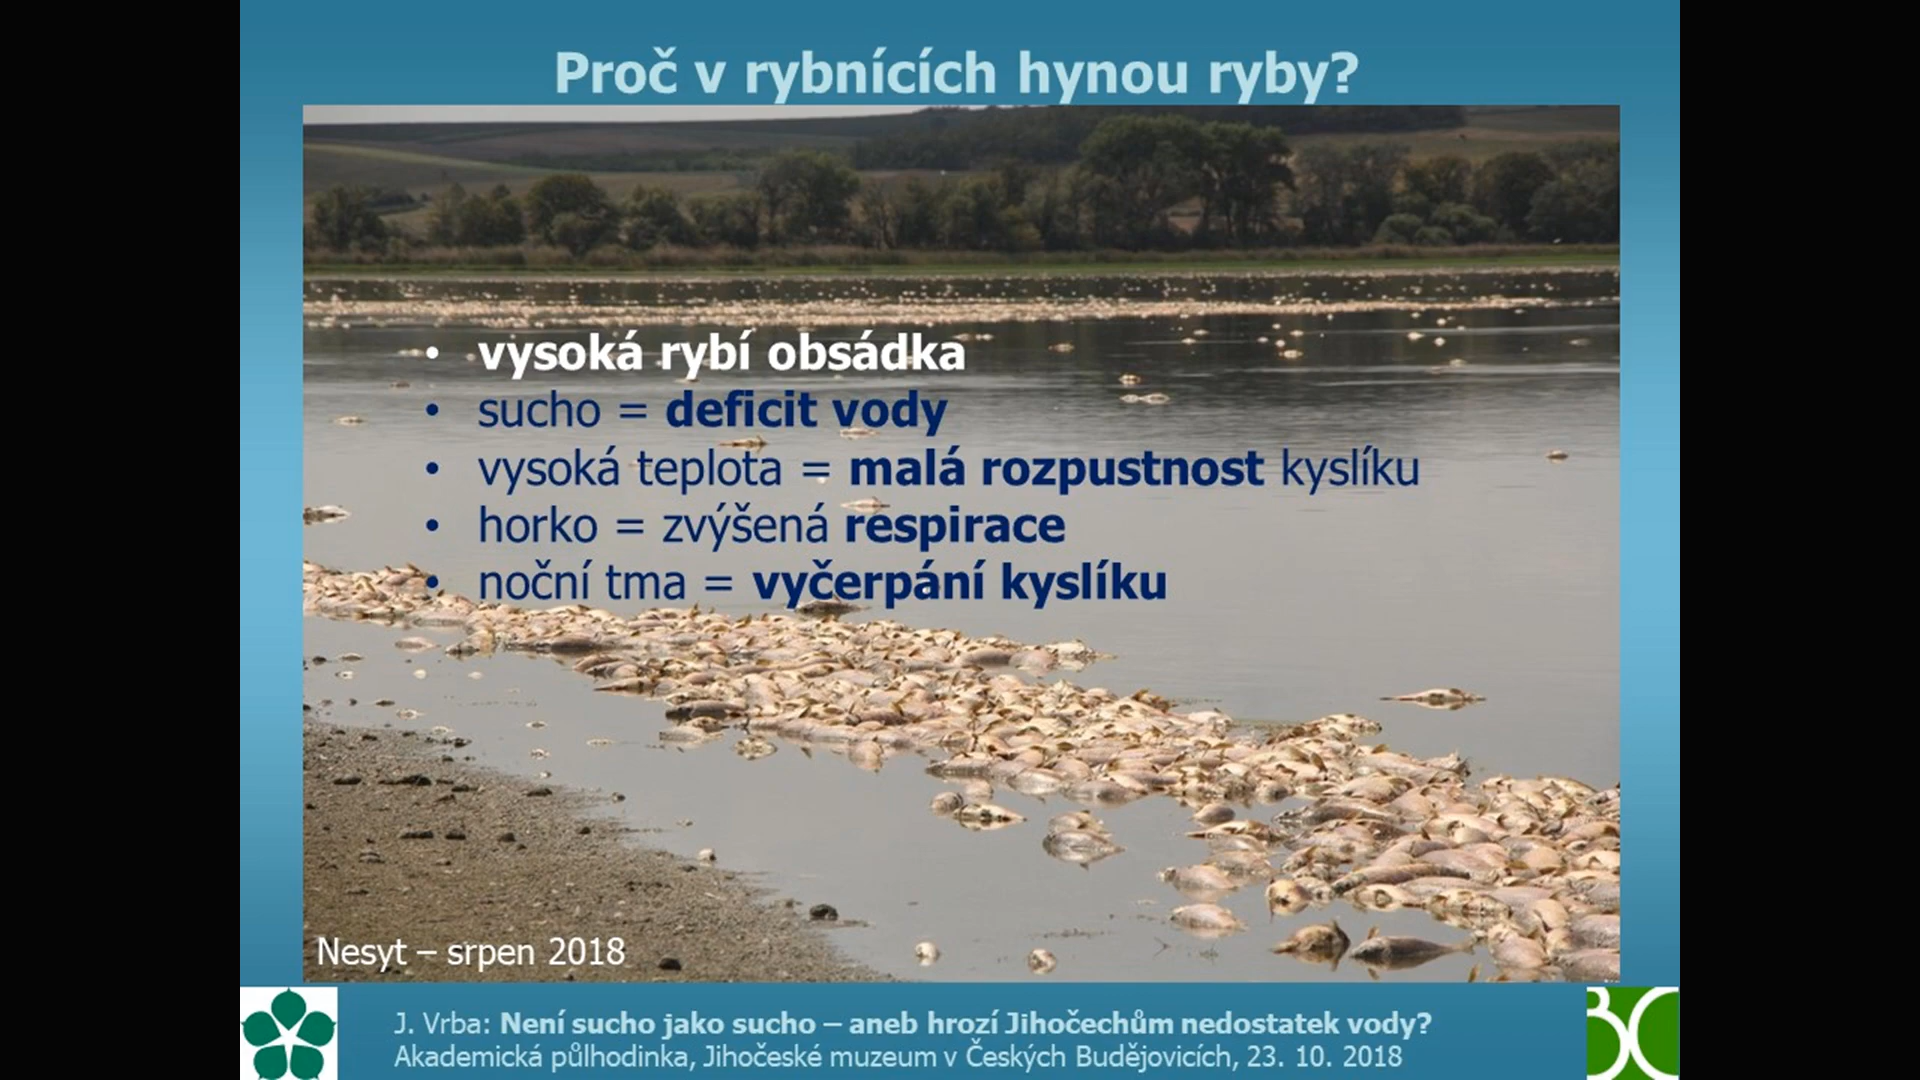 Proč v rybnících hynou ryby?
• vysoká rybí obsádka
• sucho = deficit vody
• vysoká teplota = malá rozpustnost kyslíku
• horko = zvýšená respirace
• noční tma = vyčerpání kyslíku
Nesyt – srpen 2018
J. Vrba: Není sucho jako sucho – aneb hrozí Jihočechům nedostatek vody?
Akademická půlhodinka, Jihočeské muzeum v Českých Budějovicích, 23. 10. 2018